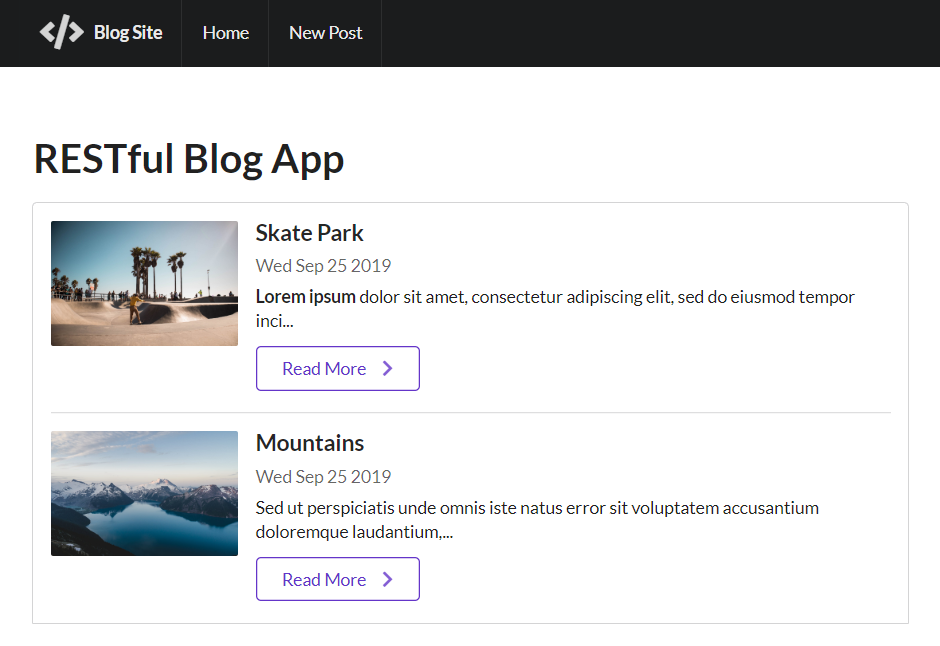 Blog Site Home New Post
RESTful Blog App
Skate Park
Wed Sep 25 2019
Lorem ipsum dolor sit amet, consectetur adipiscing elit, sed do eiusmod tempor
inci...
Read More
Mountains
Wed Sep 25 2019
Sed ut perspiciatis unde omnis iste natus error sit voluptatem accusantium
doloremque laudantium,...
Read More